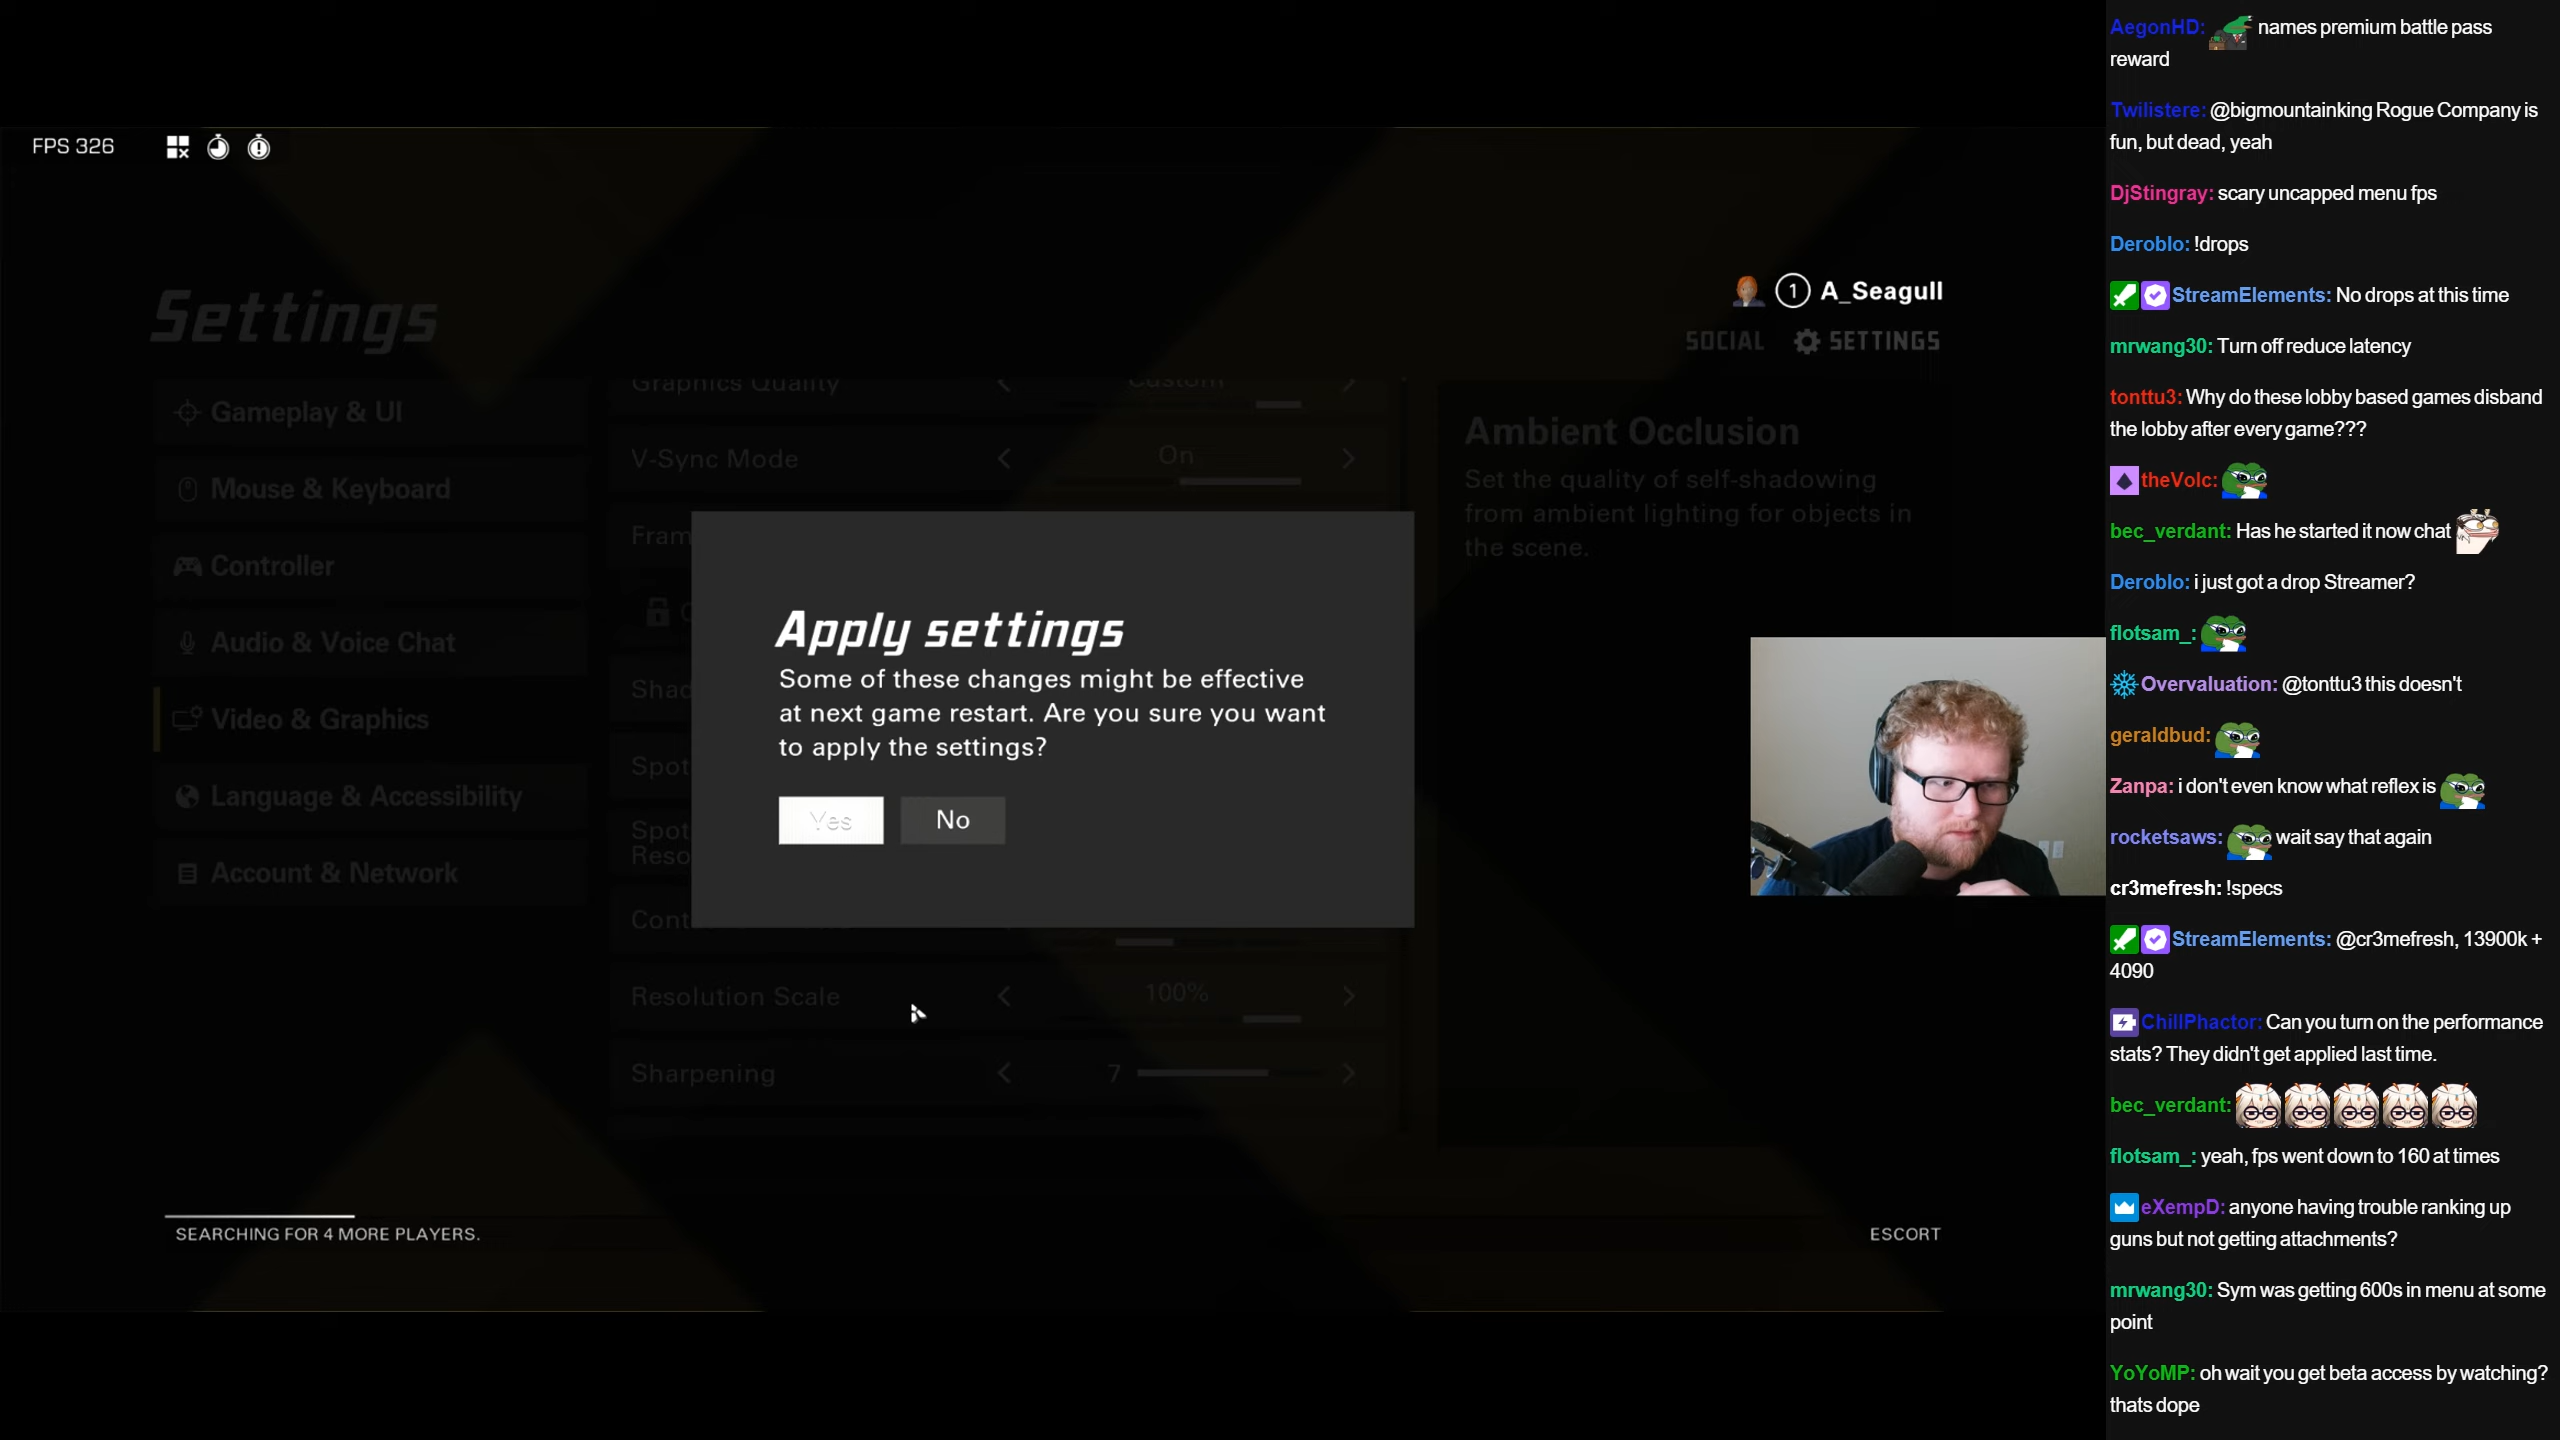 FPS 326
Settings
1 A_Seagull
SOCIAL SETTINGS
Gameplay & UI
Mouse & Keyboard
Controller
Audio & Voice Chat
Video & Graphics
Language & Accessibility
Account & Network
Graphics Quality
Custom
V-Sync Mode
On
Fram
Shad
Spot
Spot
Reso
Cont
Resolution Scale
100%
Sharpening
7
Ambient Occlusion
Set the quality of self-shadowing
from ambient lighting for objects in
the scene.
Apply settings
Some of these changes might be effective
at next game restart. Are you sure you want
to apply the settings?
Yes
No
SEARCHING FOR 4 MORE PLAYERS.
ESCORT
AegonHD: names premium battle pass
reward
Twilistere: @bigmountainking Rogue Company is
fun, but dead, yeah
DjStingray: scary uncapped menu fps
Deroblo: !drops
StreamElements: No drops at this time
mrwang30: Turn off reduce latency
tonttu3: Why do these lobby based games disband
the lobby after every game???
theVolc:
bec_verdant: Has he started it now chat
Deroblo: i just got a drop Streamer?
flotsam_:
Overvaluation: @tonttu3 this doesn't
geraldbud:
Zanpa: i don't even know what reflex is
rocketsaws: wait say that again
cr3mefresh: !specs
StreamElements: @cr3mefresh, 13900k +
4090
ChillPhactor: Can you turn on the performance
stats? They didn't get applied last time.
bec_verdant:
flotsam_: yeah, fps went down to 160 at times
eXempD: anyone having trouble ranking up
guns but not getting attachments?
mrwang30: Sym was getting 600s in menu at some
point
YoYoMP: oh wait you get beta access by watching?
thats dope